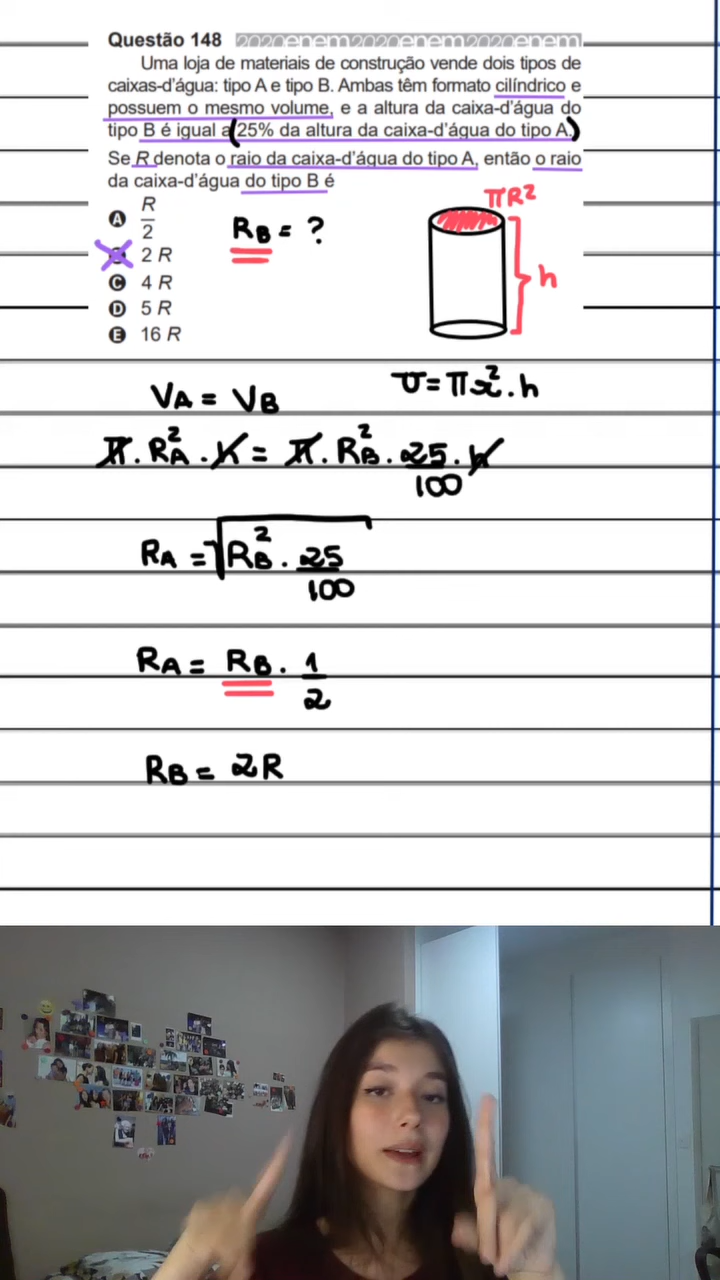 Questão 148 2020enem2020enem2020enem
Uma loja de materiais de construção vende dois tipos de
caixas-d'água: tipo A e tipo B. Ambas têm formato cilíndrico e
possuem o mesmo volume, e a altura da caixa-d'água do
tipo B é igual a (25% da altura da caixa-d'água do tipo A.)
Se R denota o raio da caixa-d'água do tipo A, então o raio
da caixa-d'água do tipo B é
A R/2
2 R
C 4 R
D 5 R
E 16 R
RB = ?
πR²
h
VA = VB
V = πr².h
π.RA².h = π.RB².25/100.h
RA = √RB².25/100
RA = RB.1/2
RB = 2R